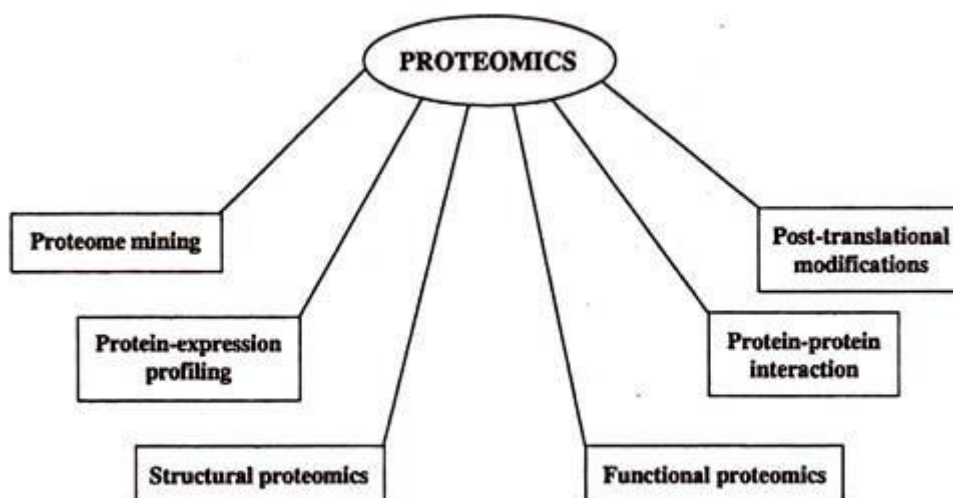 PROTEOMICS
Proteome mining
Post-translational
modifications
Protein-expression
profiling
Protein-protein
interaction
Structural proteomics
Functional proteomics